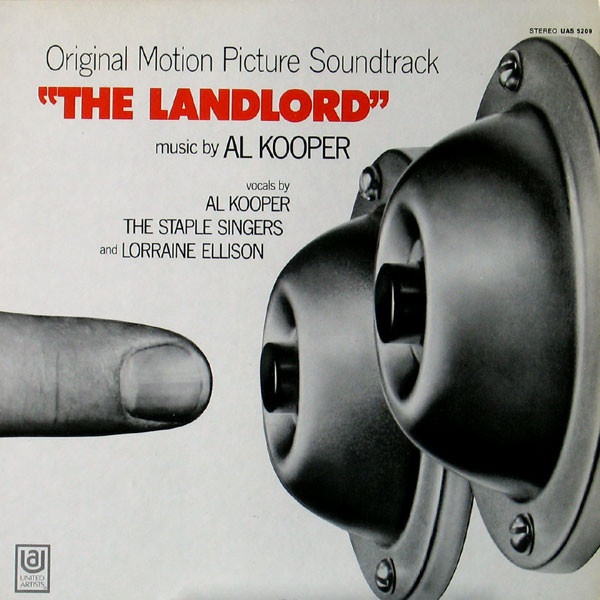 STEREO UAS 5209
Original Motion Picture Soundtrack
"THE LANDLORD"
music by AL KOOPER
vocals by
AL KOOPER
THE STAPLE SINGERS
and LORRAINE ELLISON
UA
UNITED
ARTISTS